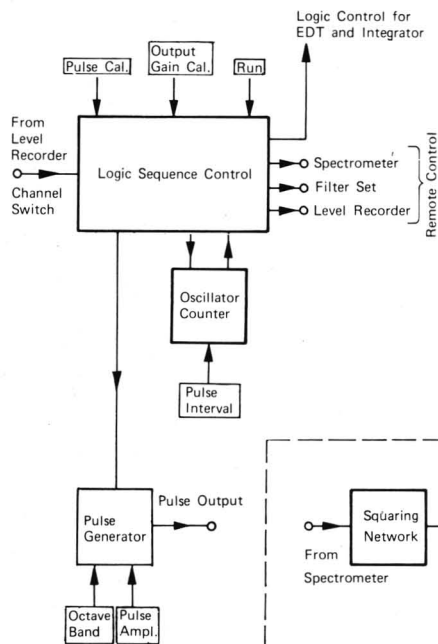 Logic Control for
EDT and Integrator
Output
Gain Cal.
Pulse Cal.
Run
From
Level
Recorder
Channel
Switch
Logic Sequence Control
Spectrometer
Filter Set
Level Recorder
Remote Control
Oscillator
Counter
Pulse
Interval
Pulse Output
Pulse
Generator
Octave
Band
Pulse
Ampl.
Squaring
Network
From
Spectrometer